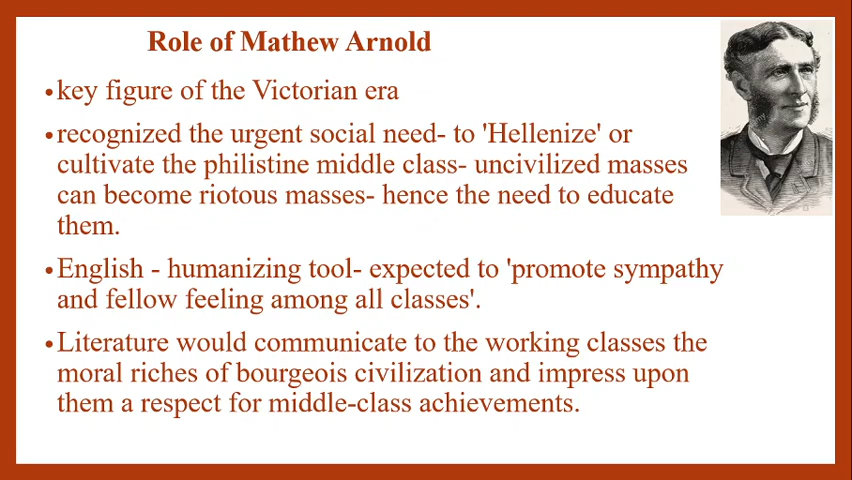 Role of Mathew Arnold
•key figure of the Victorian era
•recognized the urgent social need- to 'Hellenize' or
cultivate the philistine middle class- uncivilized masses
can become riotous masses- hence the need to educate
them.
•English - humanizing tool- expected to 'promote sympathy
and fellow feeling among all classes'.
•Literature would communicate to the working classes the
moral riches of bourgeois civilization and impress upon
them a respect for middle-class achievements.